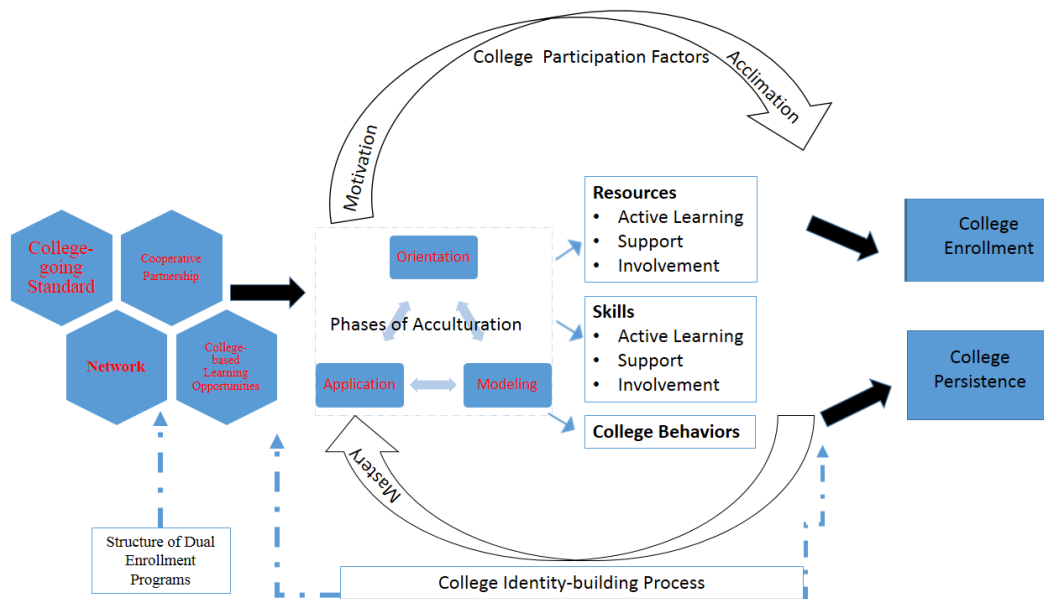 College Participation Factors
Motivation
Acclimation
College-
going
Standard
Cooperative
Partnership
Network
College-
based
Learning
Opportunities
Orientation
Phases of Acculturation
Application
Modeling
Resources
• Active Learning
• Support
• Involvement
Skills
• Active Learning
• Support
• Involvement
College Behaviors
College
Enrollment
College
Persistence
Mastery
Structure of Dual
Enrollment
Programs
College Identity-building Process